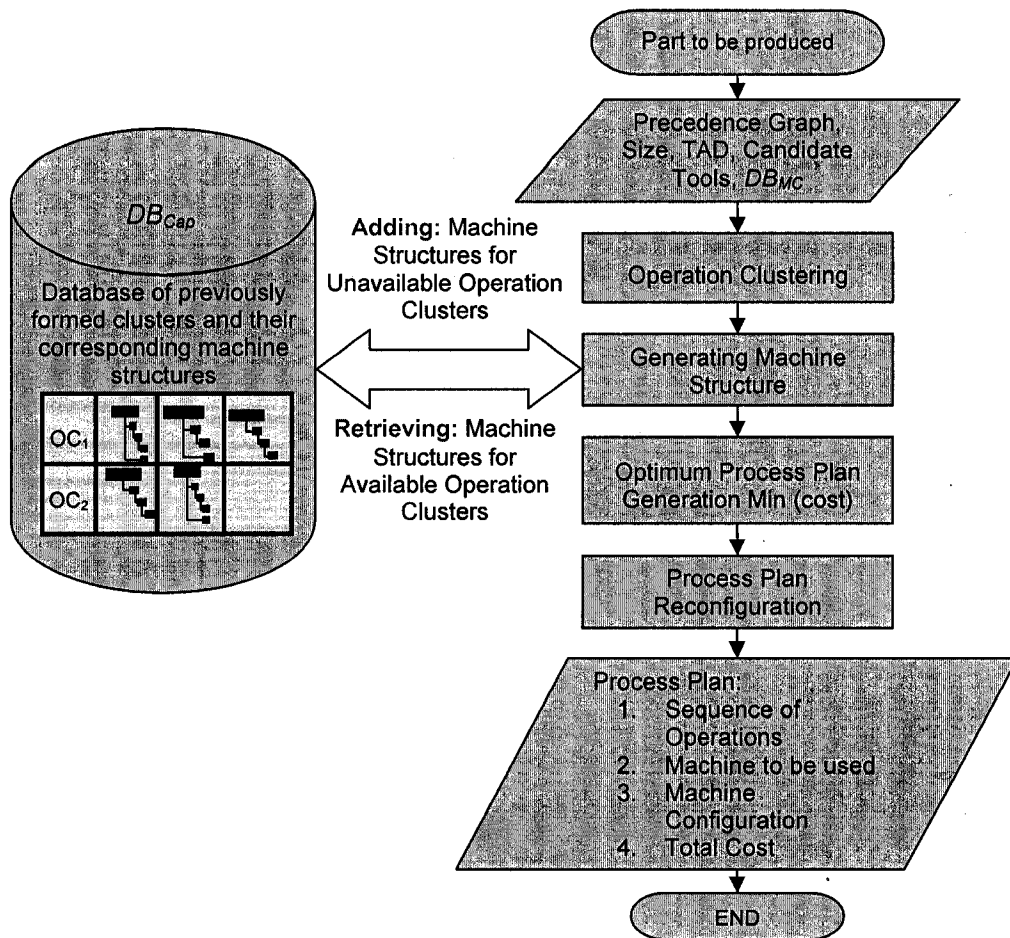 Part to be produced
Precedence Graph,
Size, TAD, Candidate
Tools, DBMC
DBCap
Adding: Machine
Structures for
Unavailable Operation
Clusters
Operation Clustering
Database of previously
formed clusters and their
corresponding machine
structures
Generating Machine
Structure
OC1
OC2
Retrieving: Machine
Structures for
Available Operation
Clusters
Optimum Process Plan
Generation Min (cost)
Process Plan
Reconfiguration
Process Plan:
1. Sequence of
Operations
2. Machine to be used
3. Machine
Configuration
4. Total Cost
END